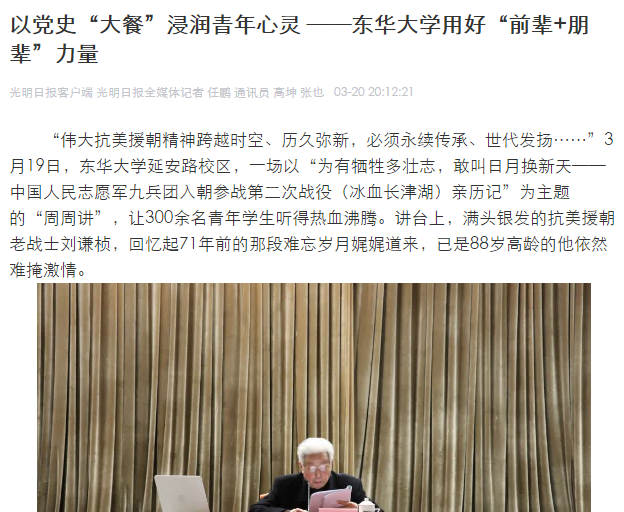 以党史“大餐”浸润青年心灵 ——东华大学用好“前辈+朋
辈”力量
光明日报客户端 光明日报全媒体记者 任鹏 通讯员 高坤 张也 03-20 20:12:21
“伟大抗美援朝精神跨越时空、历久弥新，必须永续传承、世代发扬……”3
月19日，东华大学延安路校区，一场以“为有牺牲多壮志，敢叫日月换新天——
中国人民志愿军九兵团入朝参战第二次战役（冰血长津湖）亲历记”为主题
的“周周讲”，让300余名青年学生听得热血沸腾。讲台上，满头银发的抗美援朝
老战士刘谦桢，回忆起71年前的那段难忘岁月娓娓道来，已是88岁高龄的他依然
难掩激情。